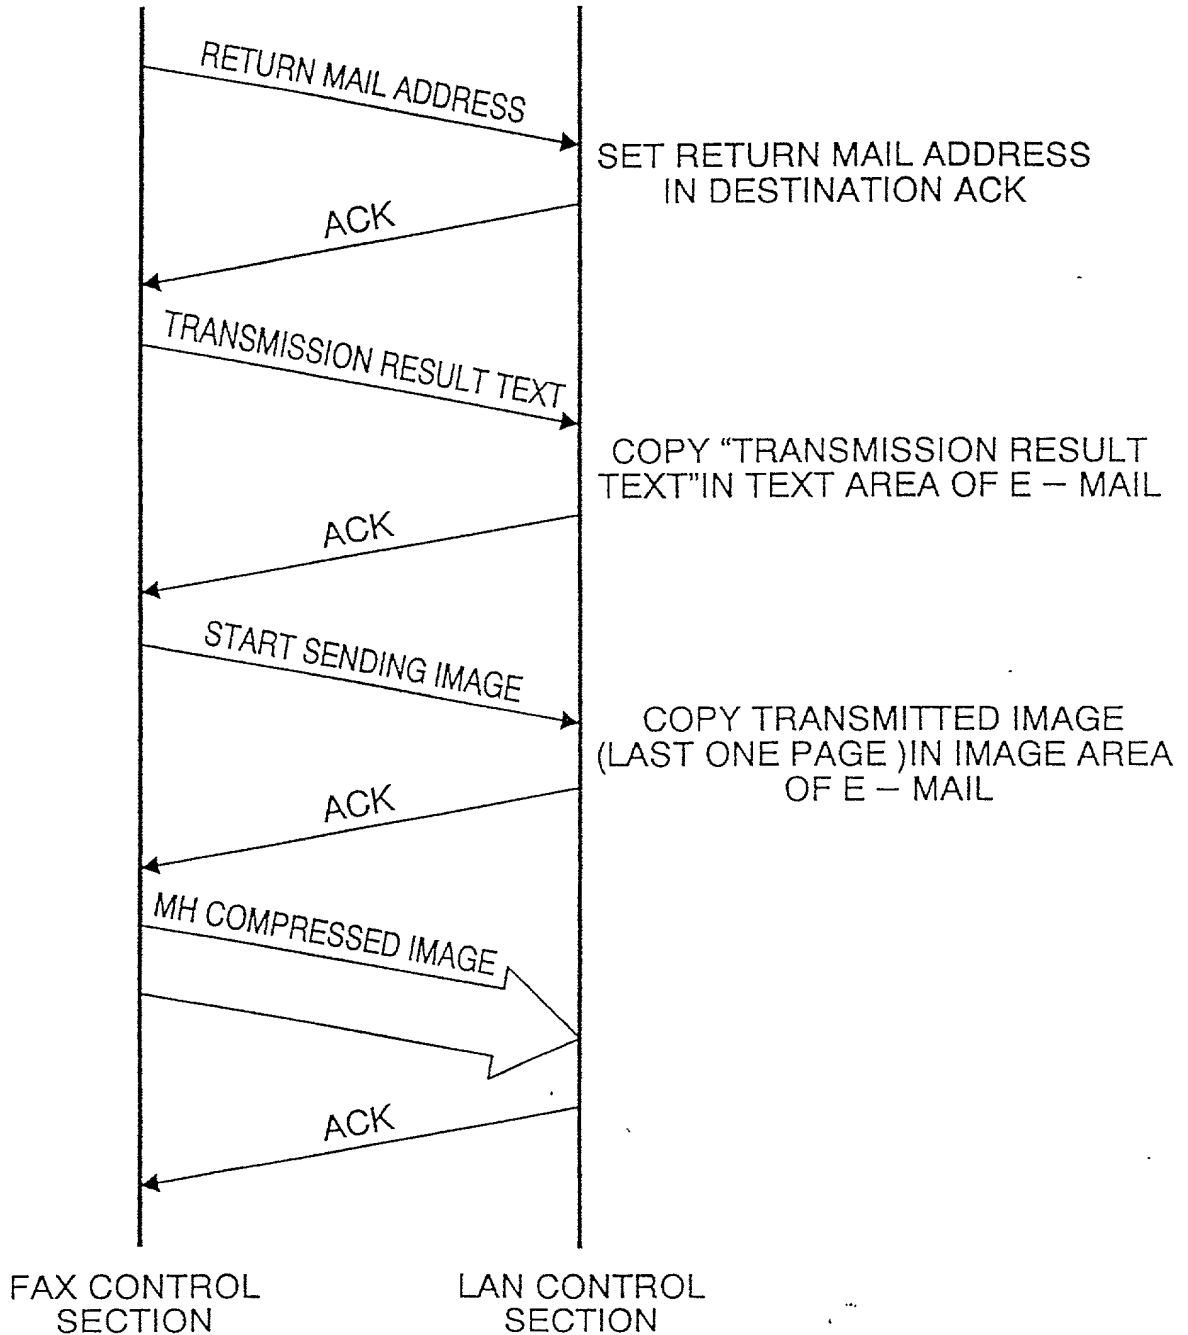 RETURN MAIL ADDRESS
SET RETURN MAIL ADDRESS
IN DESTINATION ACK
ACK
TRANSMISSION RESULT TEXT
COPY “TRANSMISSION RESULT
TEXT”IN TEXT AREA OF E – MAIL
ACK
START SENDING IMAGE
COPY TRANSMITTED IMAGE
(LAST ONE PAGE )IN IMAGE AREA
OF E – MAIL
ACK
MH COMPRESSED IMAGE
ACK
FAX CONTROL
SECTION
LAN CONTROL
SECTION